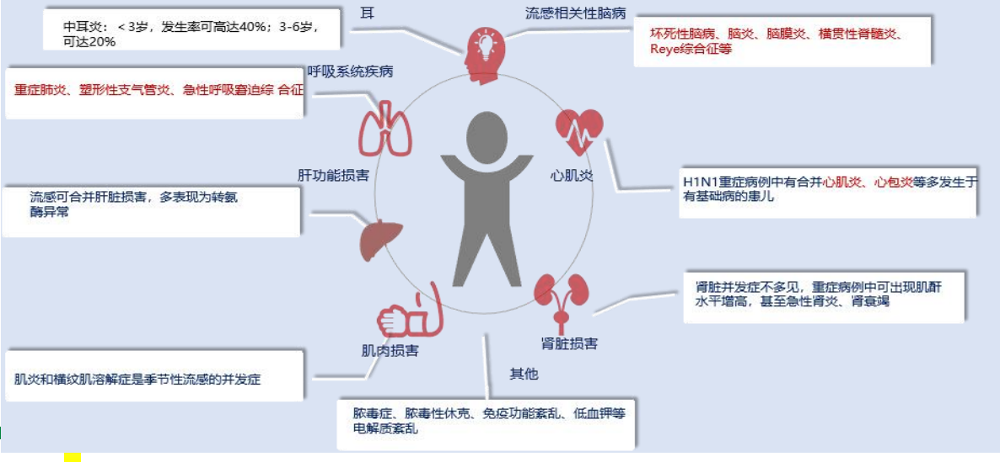 耳
中耳炎：＜3岁，发生率可高达40%；3-6岁，
可达20%
流感相关性脑病
坏死性脑病、脑炎、脑膜炎、横贯性脊髓炎、
Reye综合征等
呼吸系统疾病
重症肺炎、塑形性支气管炎、急性呼吸窘迫综 合征
心肌炎
H1N1重症病例中有合并心肌炎、心包炎等多发生于
有基础病的患儿
肝功能损害
流感可合并肝脏损害，多表现为转氨
酶异常
肾脏并发症不多见，重症病例中可出现肌酐
水平增高，甚至急性肾炎、肾衰竭
肾脏损害
肌肉损害
肌炎和横纹肌溶解症是季节性流感的并发症
其他
脓毒症、脓毒性休克、免疫功能紊乱、低血钾等
电解质紊乱